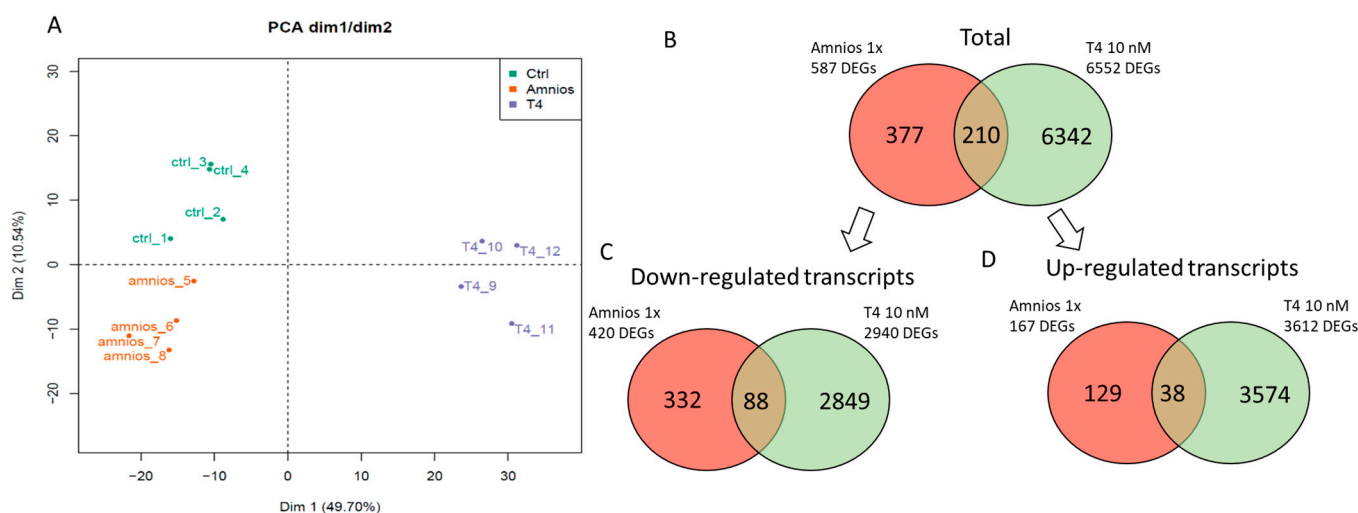 A
PCA dim1/dim2
Dim 2 (10.54%)
30
20
10
0
−10
−20
Ctrl
Amnios
T4
ctrl_3
ctrl_4
ctrl_2
ctrl_1
amnios_5
amnios_6
amnios_7
amnios_8
T4_10
T4_12
T4_9
T4_11
−20
−10
0
10
20
30
Dim 1 (49.70%)
B
Total
Amnios 1x
587 DEGs
T4 10 nM
6552 DEGs
377
210
6342
C
Down-regulated transcripts
Amnios 1x
420 DEGs
T4 10 nM
2940 DEGs
332
88
2849
D
Up-regulated transcripts
Amnios 1x
167 DEGs
T4 10 nM
3612 DEGs
129
38
3574